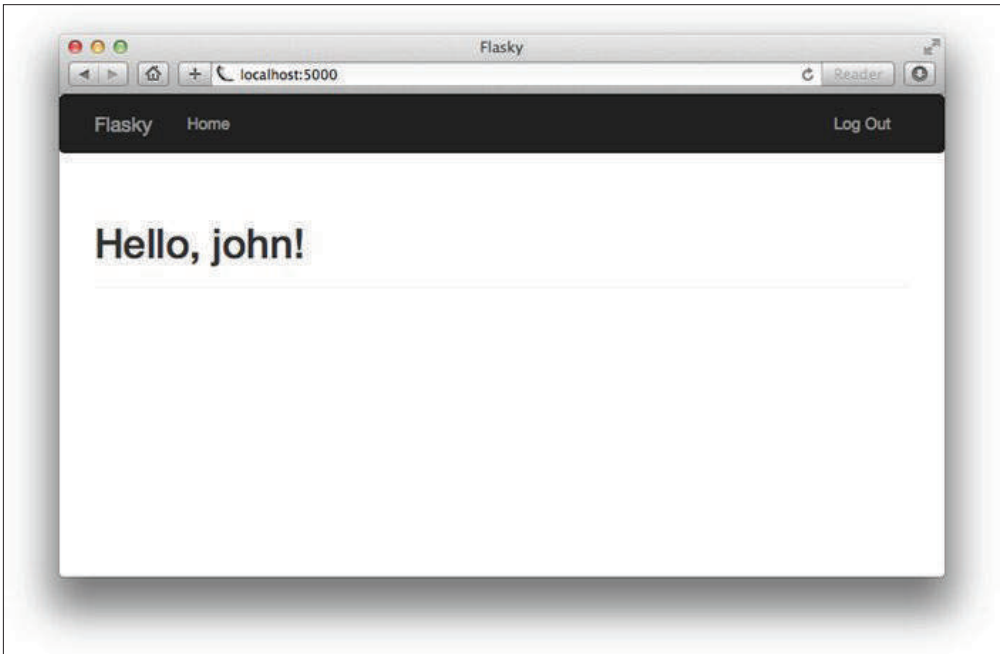 Flasky
localhost:5000
Reader
Flasky Home Log Out
Hello, john!